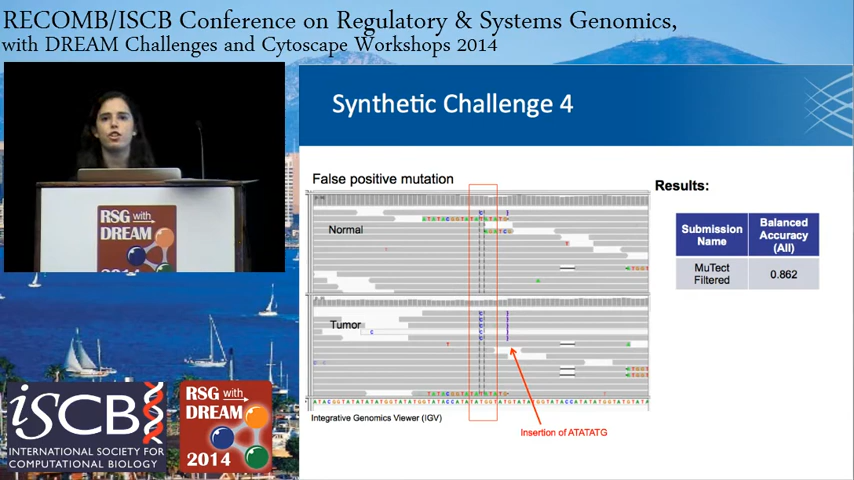 RECOMB/ISCB Conference on Regulatory & Systems Genomics,
with DREAM Challenges and Cytoscape Workshops 2014
Synthetic Challenge 4
False positive mutation
Results:
Normal
Tumor
Submission Name
Balanced Accuracy (All)
MuTect Filtered
0.862
Integrative Genomics Viewer (IGV)
Insertion of ATATATG
RSG with
DREAM
2014
iSCB
INTERNATIONAL SOCIETY FOR
COMPUTATIONAL BIOLOGY
RSG with
DREAM
2014